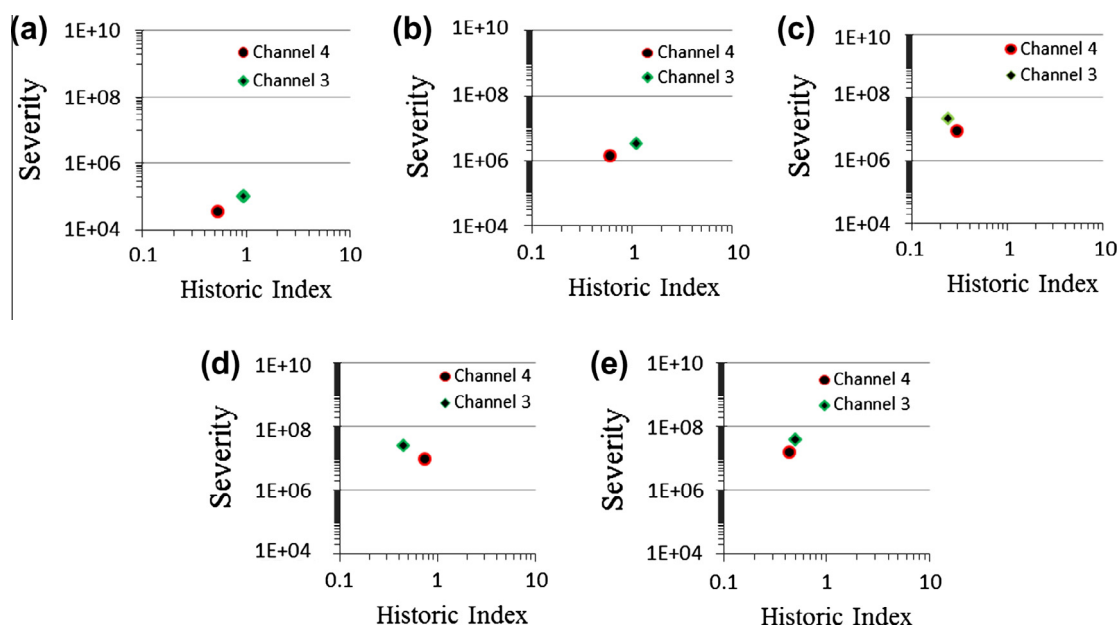 (a)
1E+10
1E+08
1E+06
1E+04
Severity
Channel 4
Channel 3
0.1 1 10
Historic Index
(b)
1E+10
1E+08
1E+06
1E+04
Severity
Channel 4
Channel 3
0.1 1 10
Historic Index
(c)
1E+10
1E+08
1E+06
1E+04
Severity
Channel 4
Channel 3
0.1 1 10
Historic Index
(d)
1E+10
1E+08
1E+06
1E+04
Severity
Channel 4
Channel 3
0.1 1 10
Historic Index
(e)
1E+10
1E+08
1E+06
1E+04
Severity
Channel 4
Channel 3
0.1 1 10
Historic Index